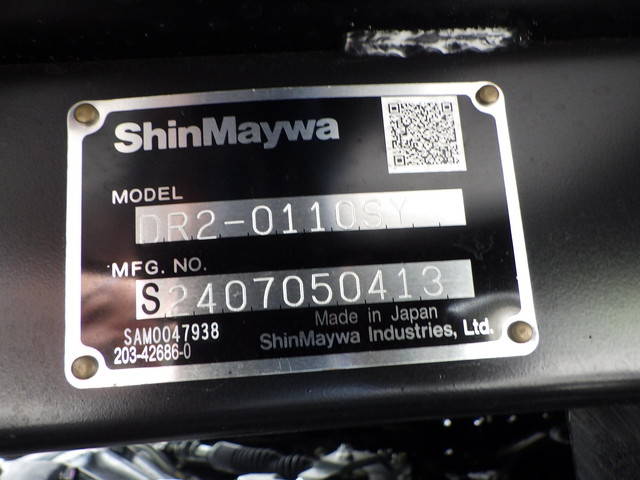 ShinMaywa
MODEL
DR2-0110SY
MFG. NO.
S2407050413
SAM0047938
Made in Japan
203-42686-0
ShinMaywa Industries, Ltd.